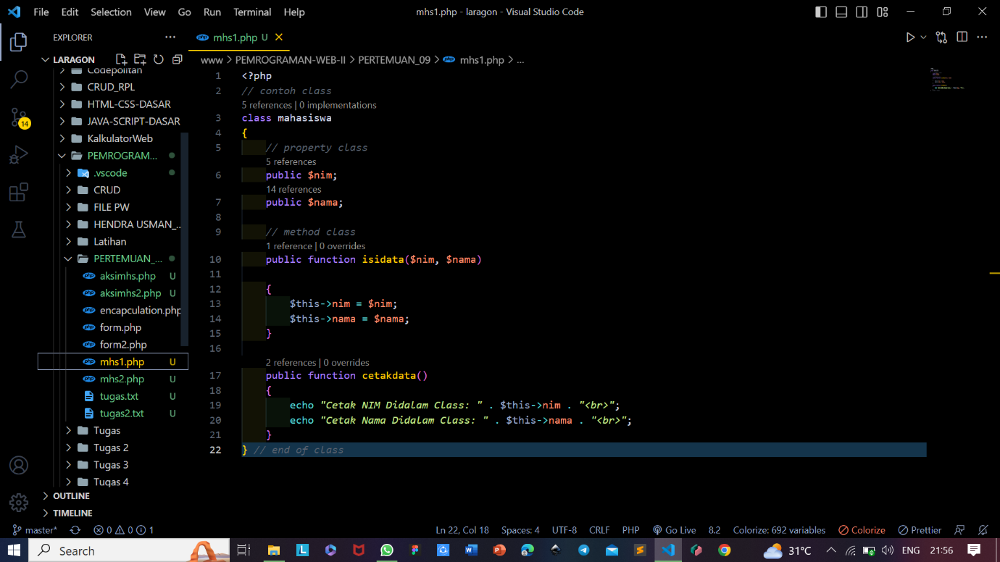 File Edit Selection View Go Run Terminal Help
mhs1.php - laragon - Visual Studio Code
EXPLORER
mhs1.php U
LARAGON
www > PEMROGRAMAN-WEB-II > PERTEMUAN_09 > mhs1.php > ...
Codepolitan
CRUD_RPL
HTML-CSS-DASAR
JAVA-SCRIPT-DASAR
KalkulatorWeb
PEMROGRAM...
.vscode
CRUD
FILE PW
HENDRA USMAN_...
Latihan
PERTEMUAN_...
aksimhs.php U
aksimhs2.php U
encapculation.php
form.php
form2.php
mhs1.php U
mhs2.php U
tugas.txt U
tugas2.txt U
Tugas
Tugas 2
Tugas 3
Tugas 4
OUTLINE
TIMELINE
14
1 <?php
2 // contoh class
5 references | 0 implementations
3 class mahasiswa
4 {
5 // property class
5 references
6 public $nim;
14 references
7 public $nama;
8
9 // method class
1 reference | 0 overrides
10 public function isidata($nim, $nama)
11
12 {
13 $this->nim = $nim;
14 $this->nama = $nama;
15 }
16
2 references | 0 overrides
17 public function cetakdata()
18 {
19 echo "Cetak NIM Didalam Class: " . $this->nim . "<br>";
20 echo "Cetak Nama Didalam Class: " . $this->nama . "<br>";
21 }
22 } // end of class
master* 0 0 1
Ln 22, Col 18 Spaces: 4 UTF-8 CRLF PHP Go Live 8.2 Colorize: 692 variables Colorize Prettier
Search
31°C ENG 21:56